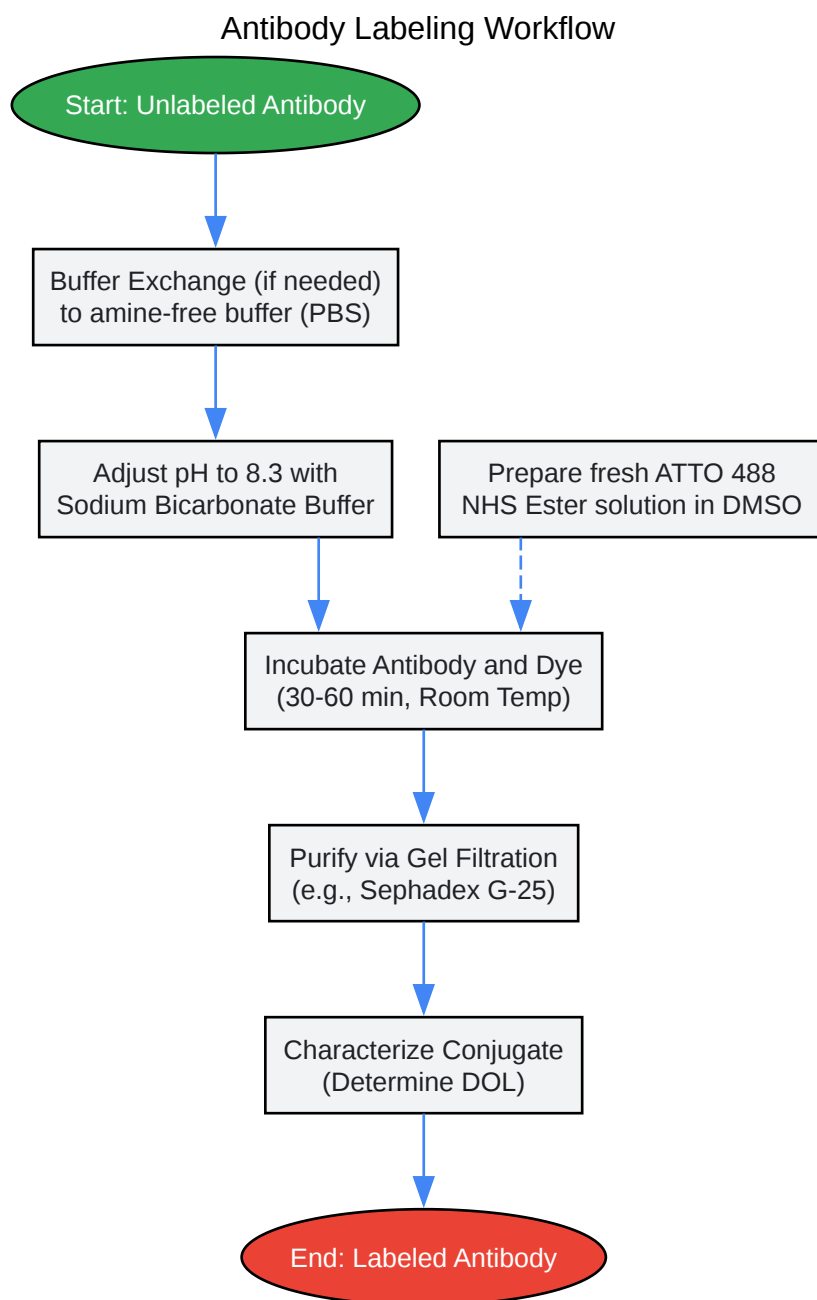 Antibody Labeling Workflow
Start: Unlabeled Antibody
Buffer Exchange (if needed)
to amine-free buffer (PBS)
Adjust pH to 8.3 with
Sodium Bicarbonate Buffer
Prepare fresh ATTO 488
NHS Ester solution in DMSO
Incubate Antibody and Dye
(30-60 min, Room Temp)
Purify via Gel Filtration
(e.g., Sephadex G-25)
Characterize Conjugate
(Determine DOL)
End: Labeled Antibody